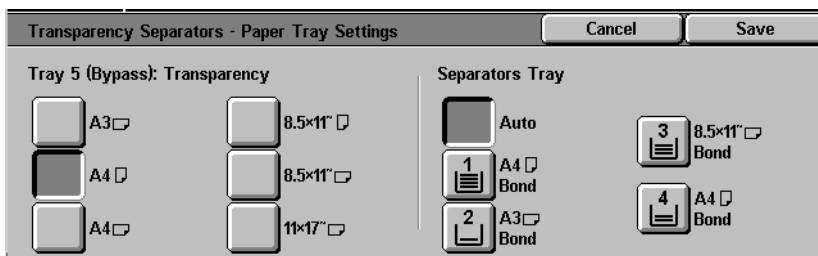 Transparency Separators - Paper Tray Settings
Cancel
Save
Tray 5 (Bypass): Transparency
A3
A4
A4
8.5×11˝
8.5×11˝
11×17˝
Separators Tray
Auto
1 A4
Bond
2 A3
Bond
3 8.5×11˝
Bond
4 A4
Bond